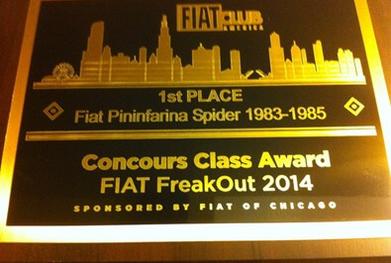 FIAT CLUB
AMERICA
1st PLACE
Fiat Pininfarina Spider 1983-1985
Concours Class Award
FIAT FreakOut 2014
SPONSORED BY FIAT OF CHICAGO